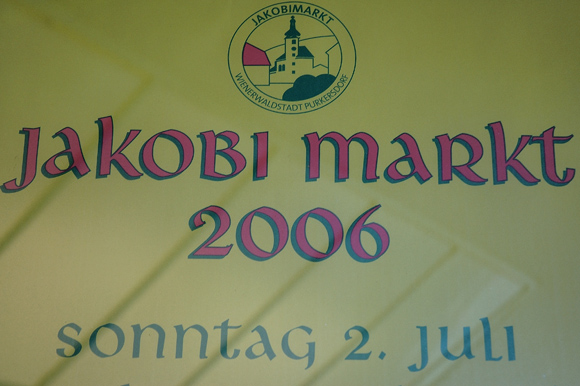 JAKOBIMARKT
WIENERWALDSTADT PURKERSDORF
JAKOBI MARKT
2006
sonntag 2. juli